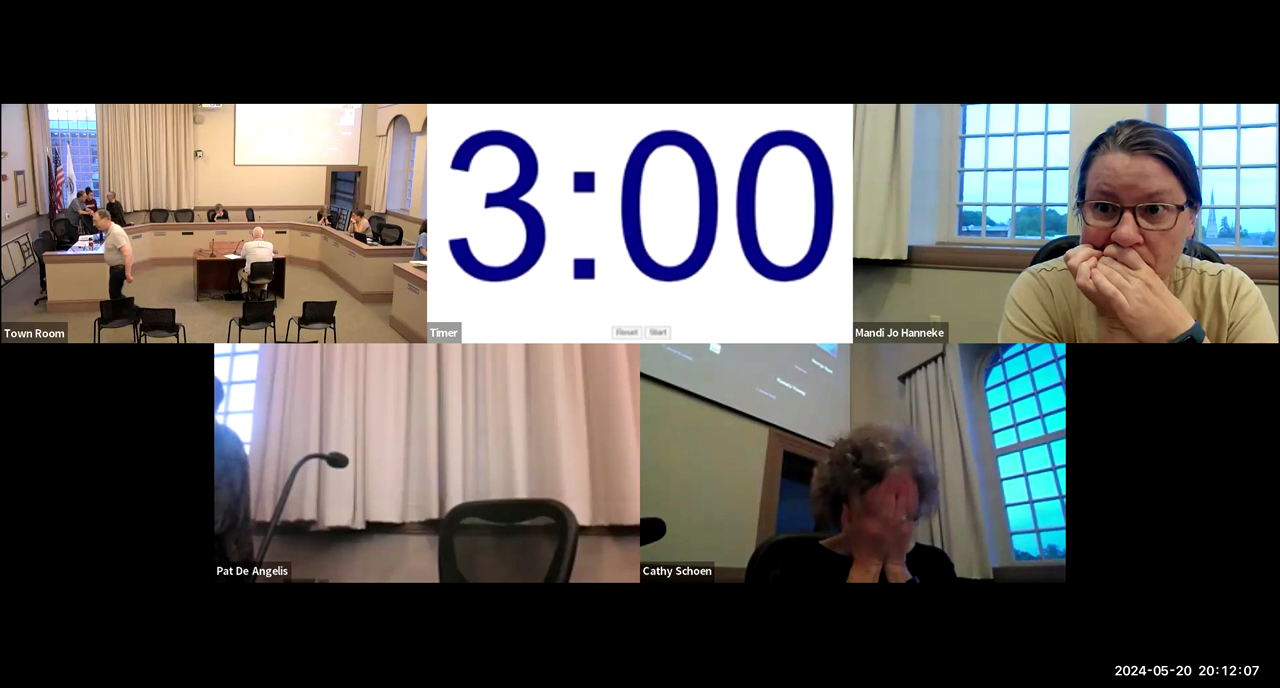 3:00
Town Room
Timer
Reset Start
Mandi Jo Hanneke
Pat De Angelis
Cathy Schoen
2024-05-20 20:12:07